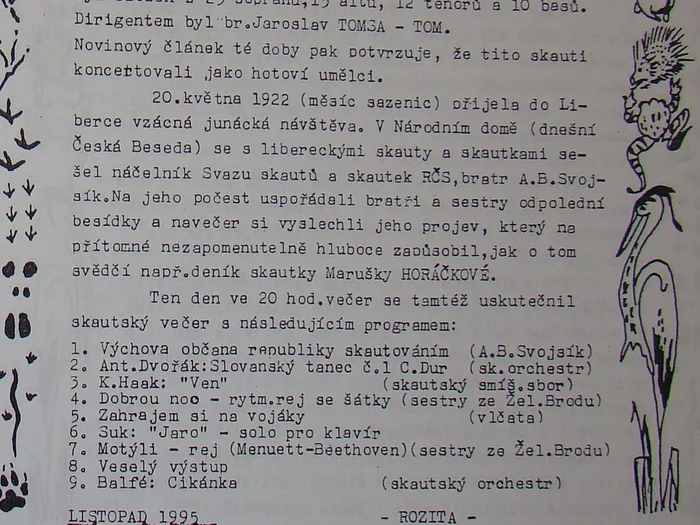 sopránů, 15 altů, 12 tenorů a 10 basů.
Dirigentem byl br.Jaroslav TOMSA - TOM.
Novinový článek té doby pak potvrzuje, že tito skauti
koncertovali jako hotoví umělci.
20.května 1922 (měsíc sazenic) přijela do Li-
berce vzácná junácká návštěva. V Národním domě (dnešní
Česká Beseda) se s libereckými skauty a skautkami se-
šel náčelník Svazu skautů a skautek RČS,bratr A.B.Svoj-
sík.Na jeho počest uspořádali bratři a sestry odpolední
besídky a navečer si vyslechli jeho projev, který na
přítomné nezapomenutelně hluboce zapůsobil,jak o tom
svědčí např.deník skautky Marušky HORÁČKOVÉ.
Ten den ve 20 hod.večer se tamtéž uskutečnil
skautský večer s následujícím programem:
1. Výchova občana republiky skautováním (A.B.Svojsík)
2. Ant.Dvořák:Slovanský tanec č.1 C.Dur (sk.orchestr)
3. K.Haak: "Ven" (skautský smíš.sbor)
4. Dobrou noc - rytm.rej se šátky (sestry ze Žel.Brodu)
5. Zahrajem si na vojáky (vlčata)
6. Suk: "Jaro" - solo pro klavír
7. Motýli - rej (Menuett-Beethoven)(sestry ze Žel.Brodu)
8. Veselý výstup
9. Balfé: Cikánka (skautský orchestr)
LISTOPAD 1995 - ROZITA -